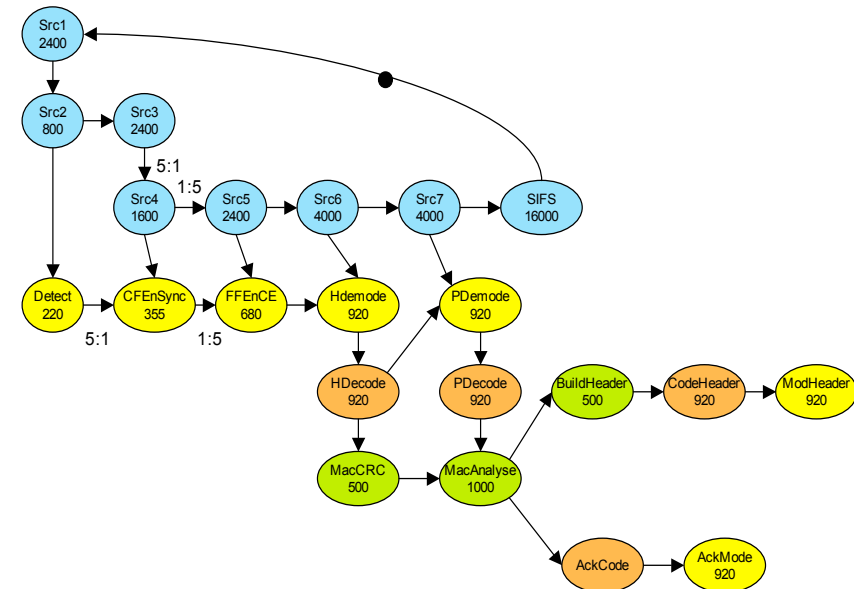 Src1
2400
Src2
800
Src3
2400
5:1
1:5
Src4
1600
Src5
2400
Src6
4000
Src7
4000
SIFS
16000
Detect
220
CFEnSync
355
FFEnCE
680
Hdemode
920
PDemode
920
5:1
1:5
HDecode
920
PDecode
920
BuildHeader
500
CodeHeader
920
ModHeader
920
MacCRC
500
MacAnalyse
1000
AckCode
AckMode
920